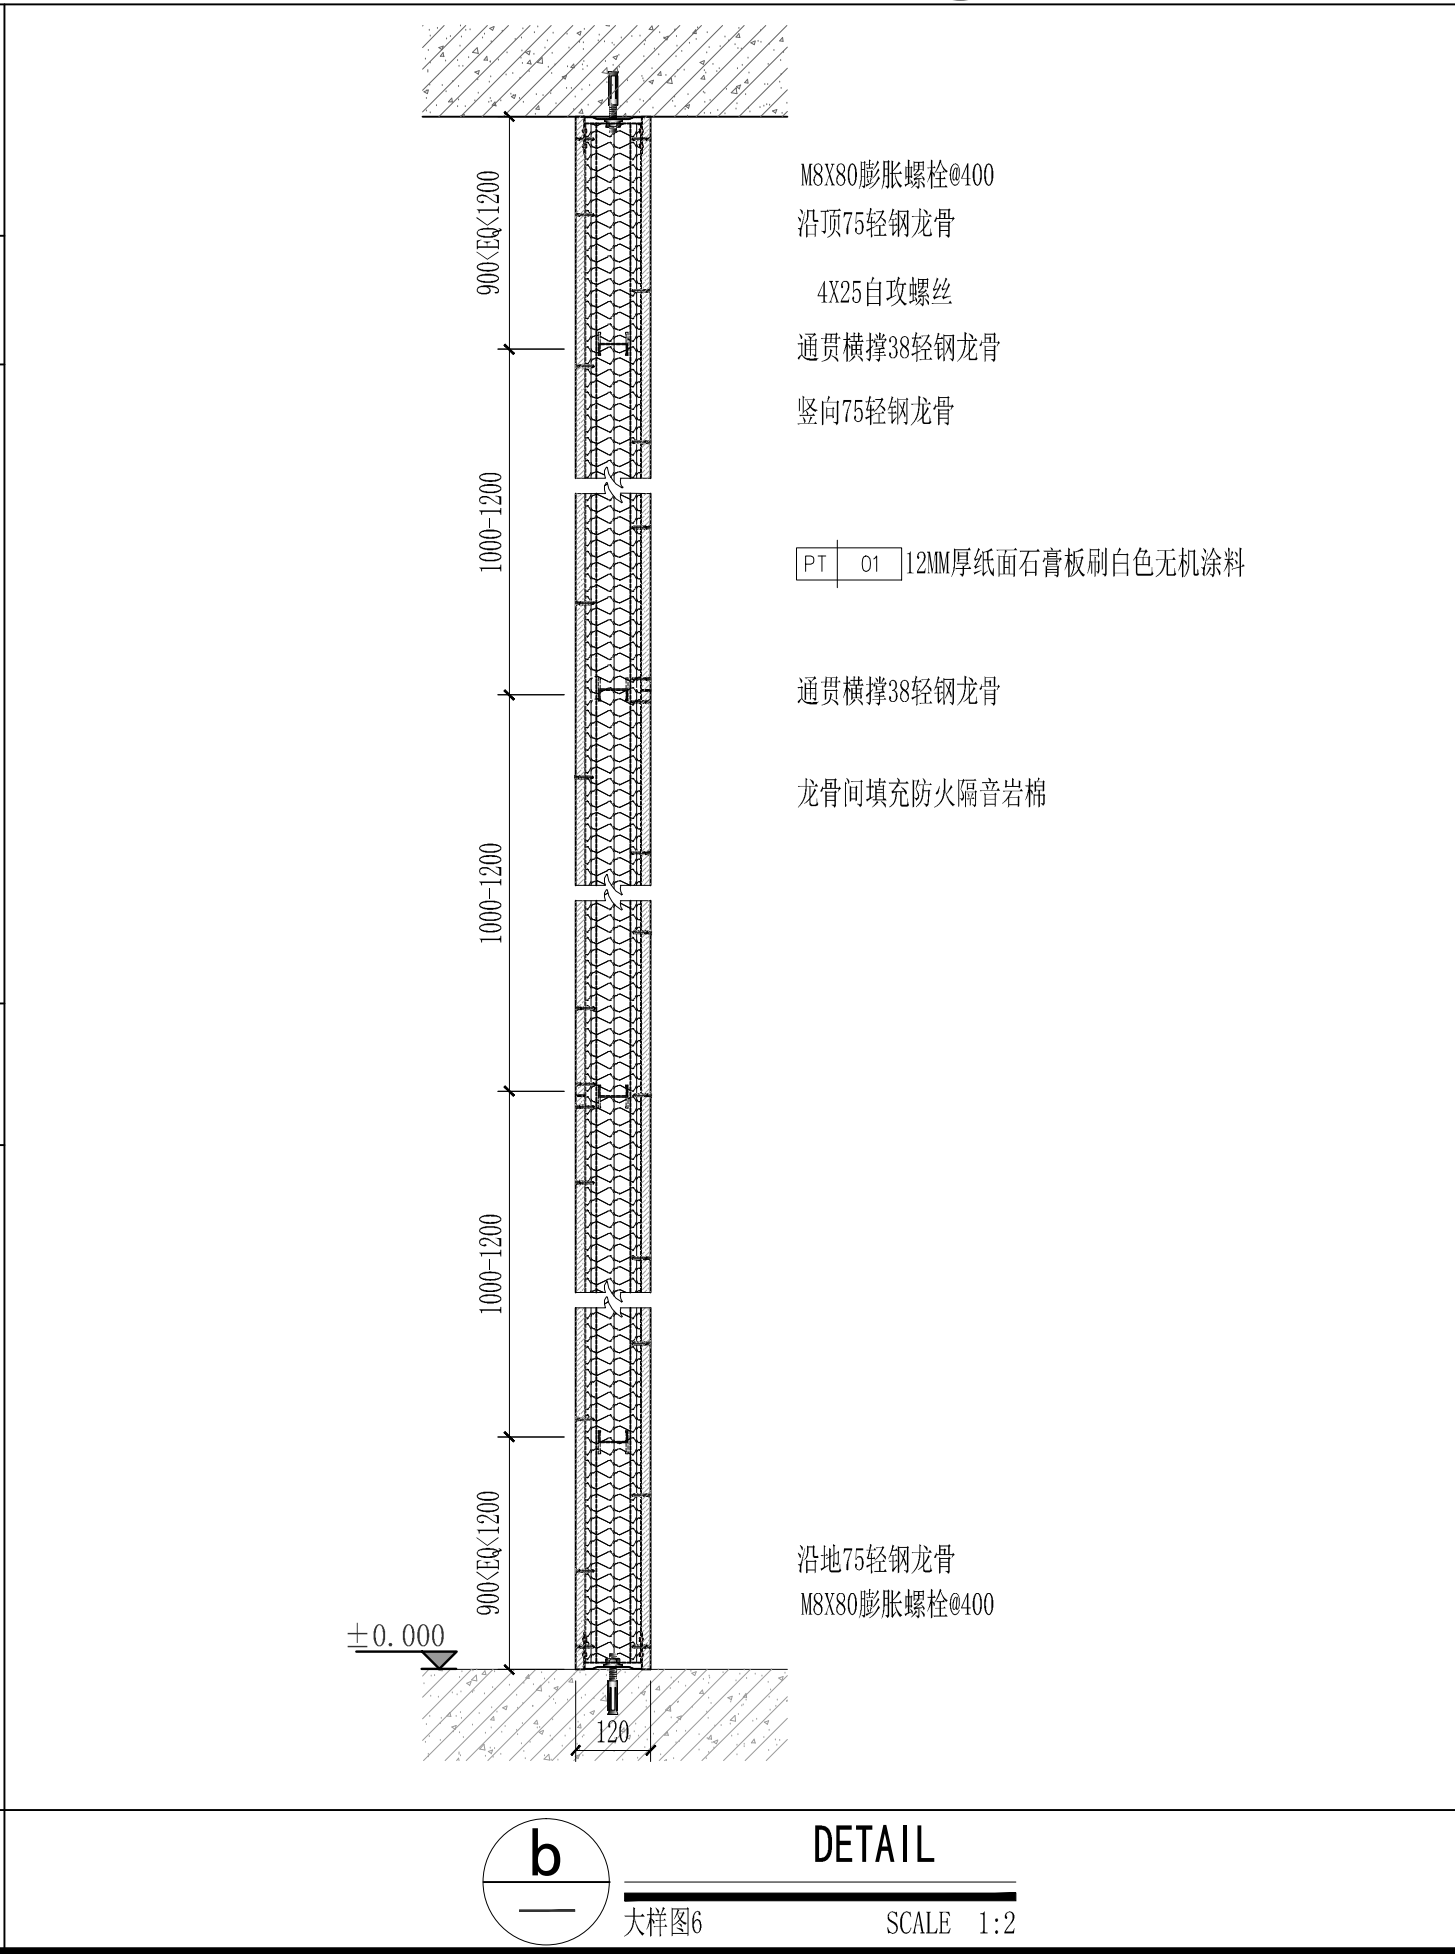 M8X80膨胀螺栓@400
沿顶75轻钢龙骨
900<EQ<1200
4X25自攻螺丝
通贯横撑38轻钢龙骨
竖向75轻钢龙骨
1000-1200
PT 01 12MM厚纸面石膏板刷白色无机涂料
通贯横撑38轻钢龙骨
龙骨间填充防火隔音岩棉
1000-1200
1000-1200
900<EQ<1200
沿地75轻钢龙骨
M8X80膨胀螺栓@400
±0.000
120
b
DETAIL
大样图6
SCALE 1:2